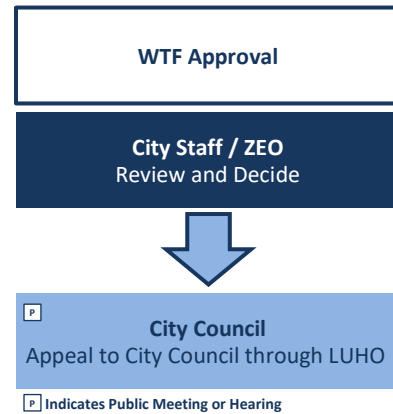 WTF Approval
City Staff / ZEO
Review and Decide
P
City Council
Appeal to City Council through LUHO
P Indicates Public Meeting or Hearing